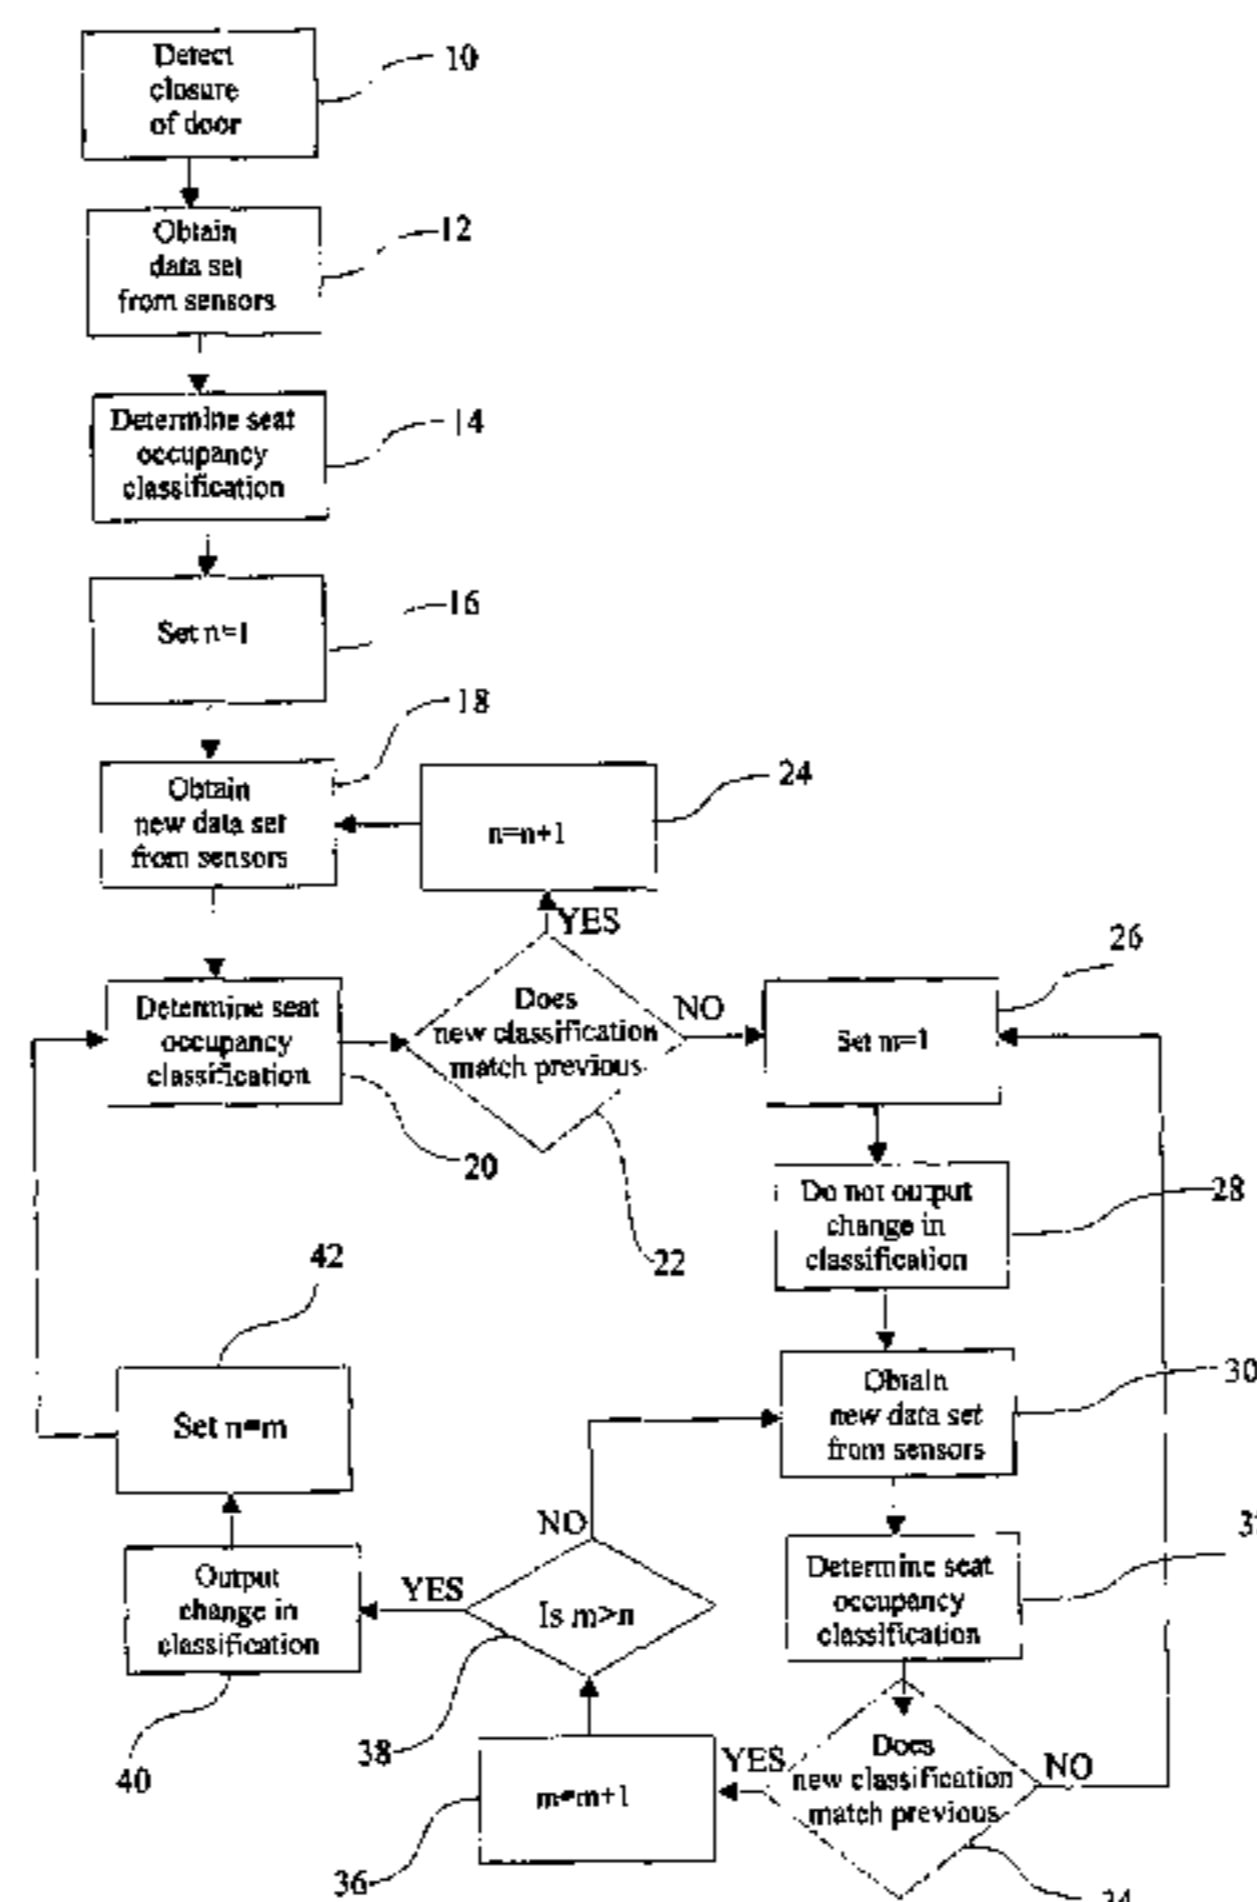 Detect
closure
of door
10
Obtain
data set
from sensors
12
Determine seat
occupancy
classification
14
Set n=1
16
18
Obtain
new data set
from sensors
n=n+1
24
YES
Determine seat
occupancy
classification
20
Does
new classification
match previous
22
NO
26
Set m=1
Do not output
change in
classification
28
42
Set n=m
Obtain
new data set
from sensors
30
NO
Output
change in
classification
40
YES
Is m>n
38
Determine seat
occupancy
classification
m=m+1
36
YES
Does
new classification
match previous
NO